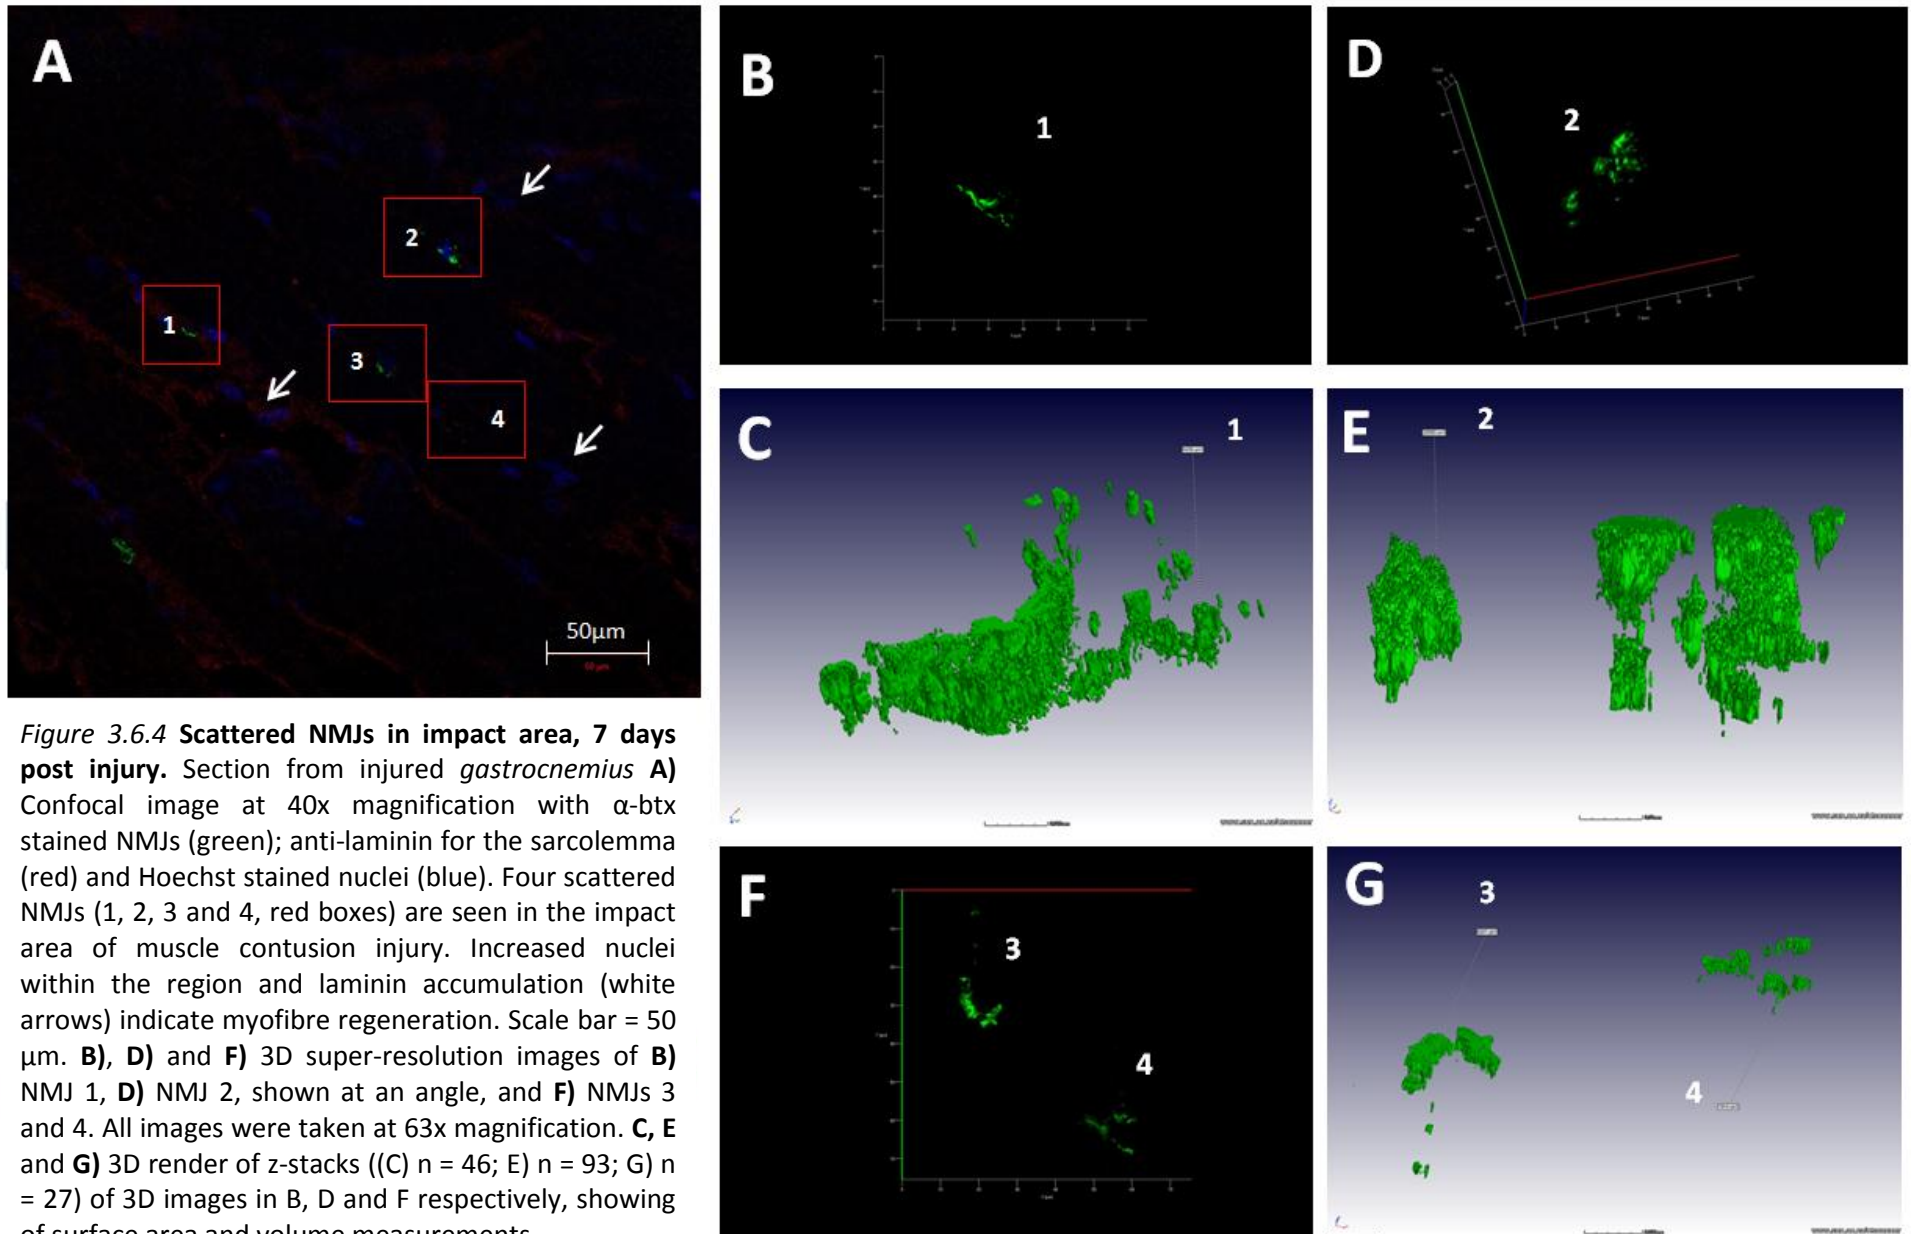 A
1
2
3
4
50µm
B
1
D
2
C
1
E
2
F
3
4
G
3
4
Figure 3.6.4 Scattered NMJs in impact area, 7 days
post injury. Section from injured gastrocnemius A)
Confocal image at 40x magnification with α-btx
stained NMJs (green); anti-laminin for the sarcolemma
(red) and Hoechst stained nuclei (blue). Four scattered
NMJs (1, 2, 3 and 4, red boxes) are seen in the impact
area of muscle contusion injury. Increased nuclei
within the region and laminin accumulation (white
arrows) indicate myofibre regeneration. Scale bar = 50
µm. B), D) and F) 3D super-resolution images of B)
NMJ 1, D) NMJ 2, shown at an angle, and F) NMJs 3
and 4. All images were taken at 63x magnification. C, E
and G) 3D render of z-stacks ((C) n = 46; E) n = 93; G) n
= 27) of 3D images in B, D and F respectively, showing
of surface area and volume measurements